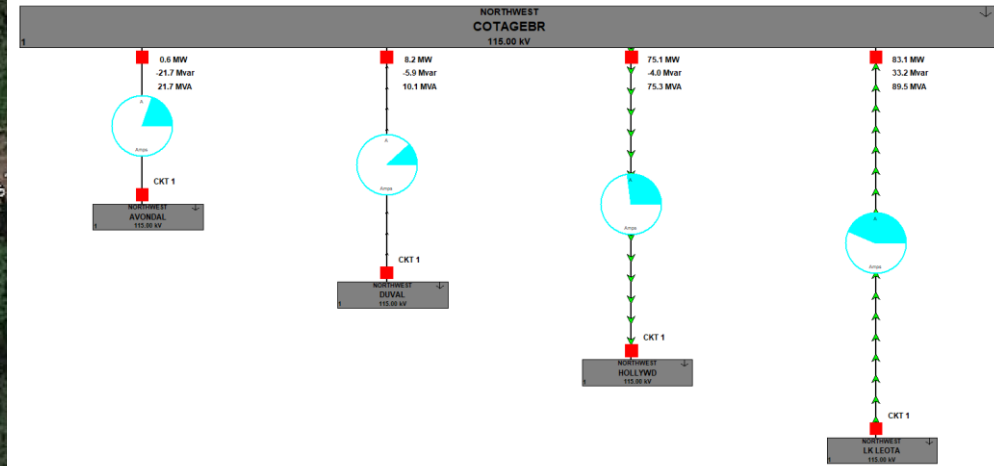 NORTHWEST
COTAGEBR
1
115.00 kV
0.6 MW
-21.7 Mvar
21.7 MVA
A
Amps
CKT 1
NORTHWEST
AVONDAL
1
115.00 kV
8.2 MW
-5.9 Mvar
10.1 MVA
A
Amps
CKT 1
NORTHWEST
DUVAL
1
115.00 kV
75.1 MW
-4.0 Mvar
75.3 MVA
A
Amps
CKT 1
NORTHWEST
HOLLYWD
1
115.00 kV
83.1 MW
33.2 Mvar
89.5 MVA
A
Amps
CKT 1
NORTHWEST
LK LEOTA
1
115.00 kV